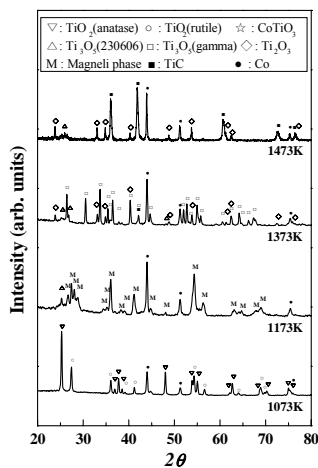 ▽ : TiO2(anatase) ○ : TiO2(rutile) ☆ : CoTiO3
△ : Ti3O5(230606) □ : Ti3O5(gamma) ◇ : Ti2O3
M : Magneli phase ■ : TiC ● : Co
1473K
1373K
M M M M M M M M M M M M M M M M M
1173K
1073K
Intensity (arb. units)
20 30 40 50 60 70 80
2θ